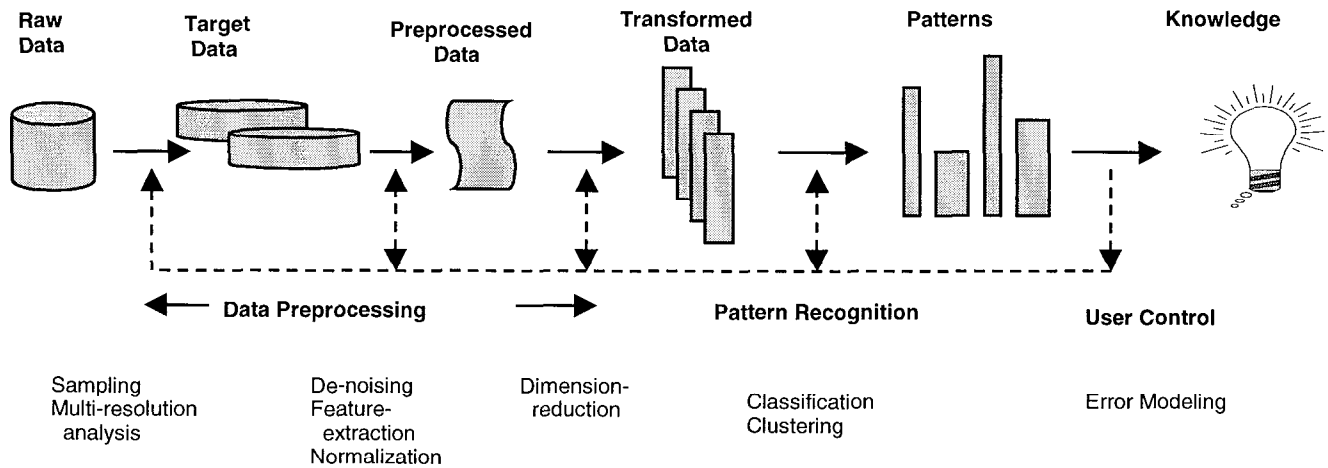 Raw
Data
Target
Data
Preprocessed
Data
Transformed
Data
Patterns
Knowledge
Data Preprocessing
Pattern Recognition
User Control
Sampling
Multi-resolution
analysis
De-noising
Feature-
extraction
Normalization
Dimension-
reduction
Classification
Clustering
Error Modeling